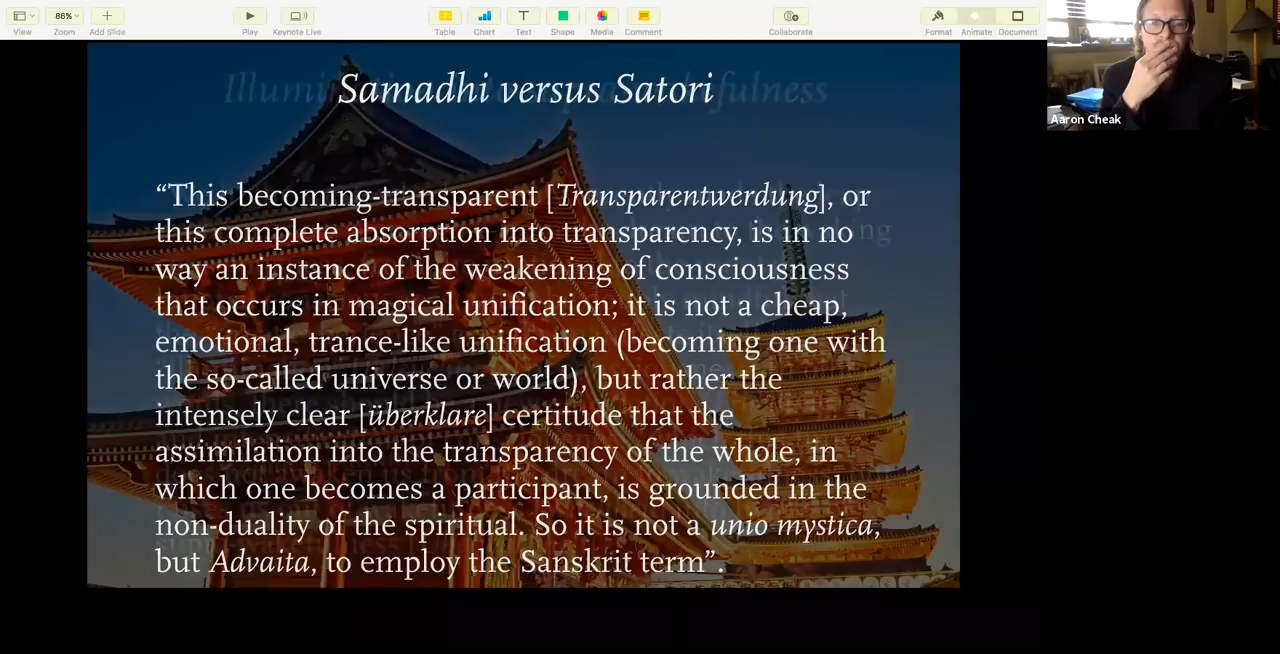 View
86%
Zoom
Add Slide
Play
Keynote Live
Table
Chart
Text
Shape
Media
Comment
Collaborate
Format
Animate
Document
Aaron Cheak
Samadhi versus Satori
“This becoming-transparent [Transparentwerdung], or
this complete absorption into transparency, is in no
way an instance of the weakening of consciousness
that occurs in magical unification; it is not a cheap,
emotional, trance-like unification (becoming one with
the so-called universe or world), but rather the
intensely clear [überklare] certitude that the
assimilation into the transparency of the whole, in
which one becomes a participant, is grounded in the
non-duality of the spiritual. So it is not a unio mystica,
but Advaita, to employ the Sanskrit term”.